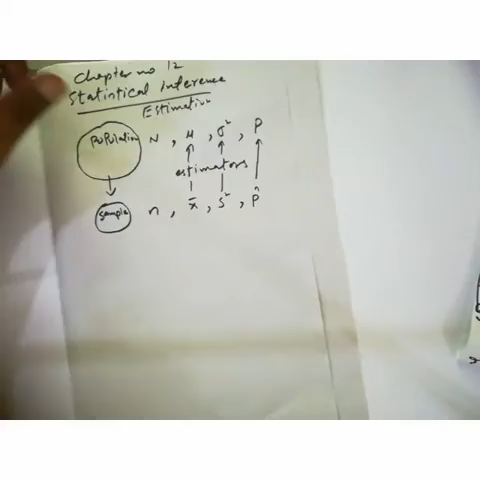 Chapter no 12
Statistical Inference
Estimation
Population N , μ , σ² , P
estimators
Sample n , x̄ , s² , p̂